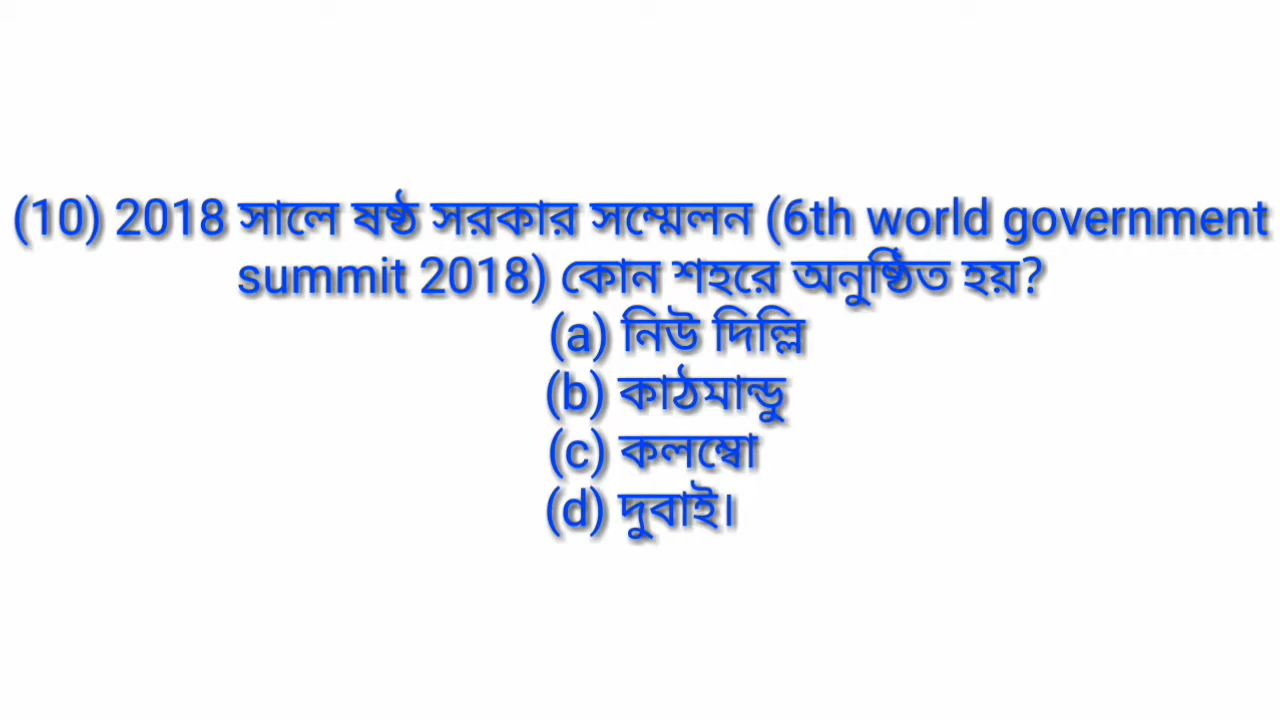 (10) 2018 সালে ষষ্ঠ সরকার সম্মেলন (6th world government
summit 2018) কোন শহরে অনুষ্ঠিত হয়?
(a) নিউ দিল্লি
(b) কাঠমান্ডু
(c) কলম্বো
(d) দুবাই।